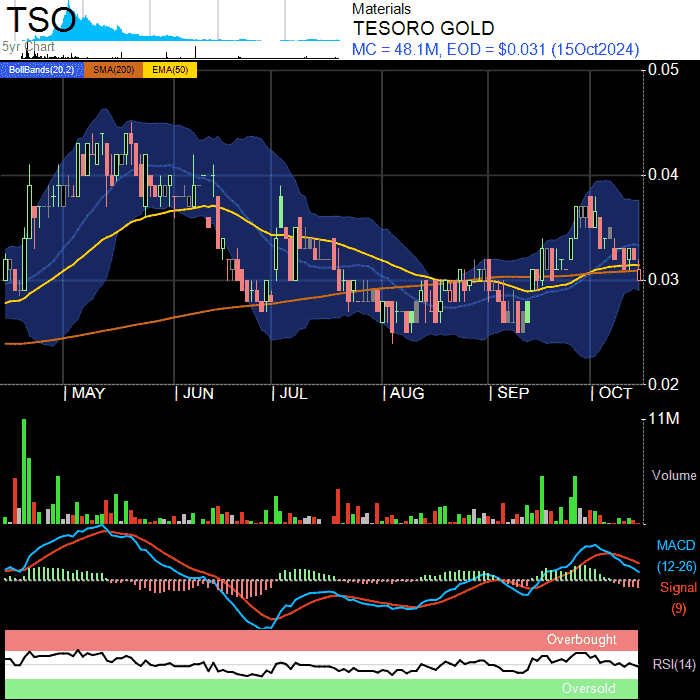 TSO
5yr Chart
Materials
TESORO GOLD
MC = 48.1M, EOD = $0.031 (15Oct2024)
BollBands(20,2) SMA(200) EMA(50)
0.05
0.04
0.03
0.02
| MAY | JUN | JUL | AUG | SEP | OCT
11M
Volume
MACD
(12-26)
Signal
(9)
Overbought
RSI(14)
Oversold